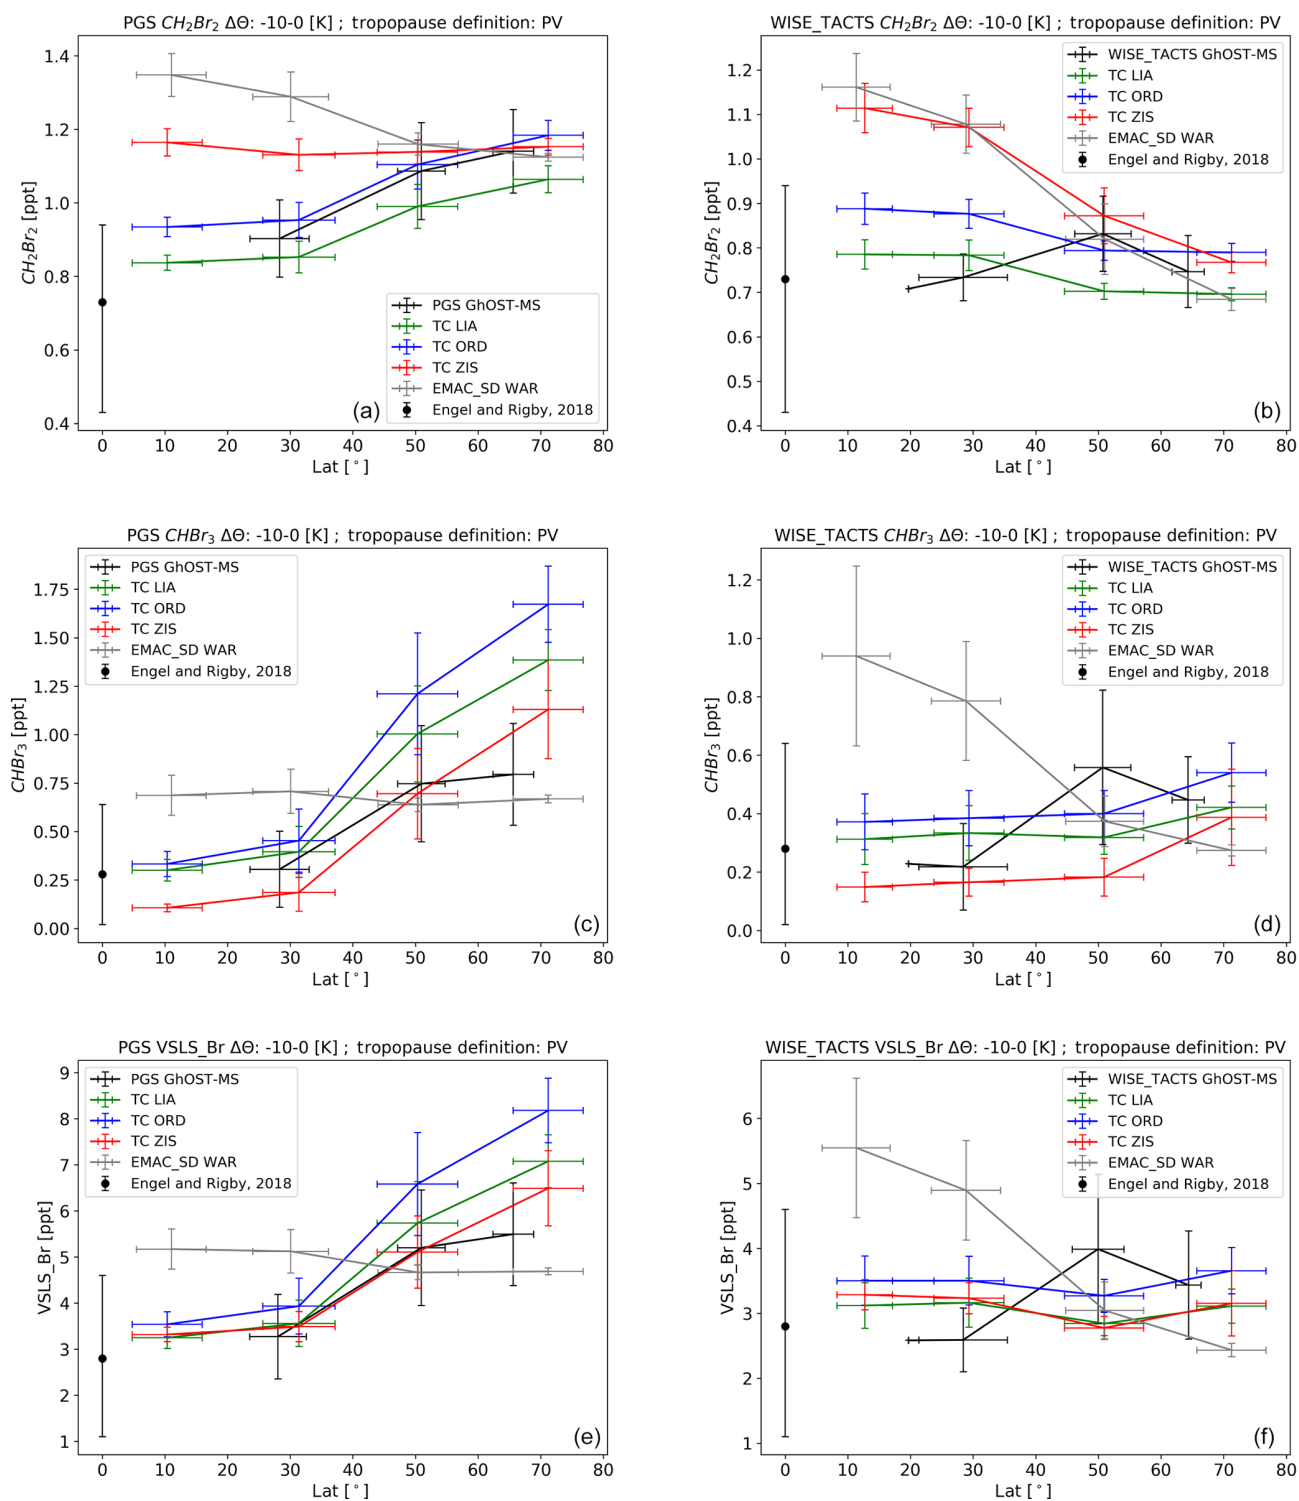 PGS CH₂Br₂ ΔΘ: -10-0 [K] ; tropopause definition: PV
1.4
1.2
1.0
0.8
0.6
0.4
CH₂Br₂ [ppt]
PGS GhOST-MS
TC LIA
TC ORD
TC ZIS
EMAC_SD WAR
Engel and Rigby, 2018
(a)
0 10 20 30 40 50 60 70 80
Lat [°]
WISE_TACTS CH₂Br₂ ΔΘ: -10-0 [K] ; tropopause definition: PV
1.2
1.1
1.0
0.9
0.8
0.7
0.6
0.5
0.4
CH₂Br₂ [ppt]
WISE_TACTS GhOST-MS
TC LIA
TC ORD
TC ZIS
EMAC_SD WAR
Engel and Rigby, 2018
(b)
0 10 20 30 40 50 60 70 80
Lat [°]
PGS CHBr₃ ΔΘ: -10-0 [K] ; tropopause definition: PV
1.75
1.50
1.25
1.00
0.75
0.50
0.25
0.00
CHBr₃ [ppt]
PGS GhOST-MS
TC LIA
TC ORD
TC ZIS
EMAC_SD WAR
Engel and Rigby, 2018
(c)
0 10 20 30 40 50 60 70 80
Lat [°]
WISE_TACTS CHBr₃ ΔΘ: -10-0 [K] ; tropopause definition: PV
1.2
1.0
0.8
0.6
0.4
0.2
0.0
CHBr₃ [ppt]
WISE_TACTS GhOST-MS
TC LIA
TC ORD
TC ZIS
EMAC_SD WAR
Engel and Rigby, 2018
(d)
0 10 20 30 40 50 60 70 80
Lat [°]
PGS VSLS_Br ΔΘ: -10-0 [K] ; tropopause definition: PV
9
8
7
6
5
4
3
2
1
VSLS_Br [ppt]
PGS GhOST-MS
TC LIA
TC ORD
TC ZIS
EMAC_SD WAR
Engel and Rigby, 2018
(e)
0 10 20 30 40 50 60 70 80
Lat [°]
WISE_TACTS VSLS_Br ΔΘ: -10-0 [K] ; tropopause definition: PV
6
5
4
3
2
1
VSLS_Br [ppt]
WISE_TACTS GhOST-MS
TC LIA
TC ORD
TC ZIS
EMAC_SD WAR
Engel and Rigby, 2018
(f)
0 10 20 30 40 50 60 70 80
Lat [°]